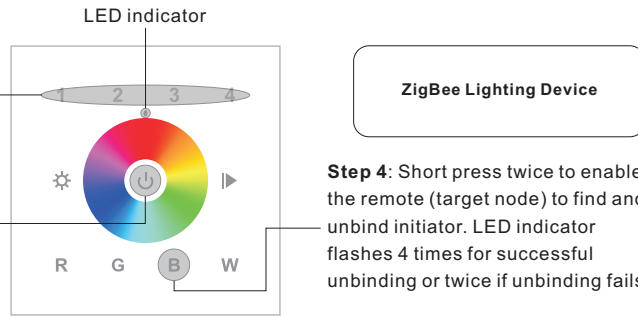 LED indicator
1 2 3 4
R G B W
ZigBee Lighting Device
Step 4: Short press twice to enable
the remote (target node) to find and
unbind initiator. LED indicator
flashes 4 times for successful
unbinding or twice if unbinding fails